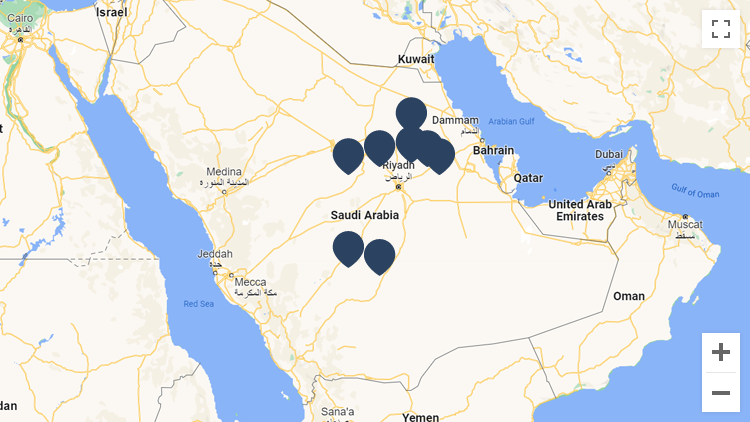 Cairo
القاهرة
Israel
Kuwait
Dammam
الدمام
Arabian Gulf
Bahrain
Dubai
دبي
Medina
المدينة المنورة
Riyadh
الرياض
Qatar
Gulf of Oman
United Arab
Emirates
Saudi Arabia
Muscat
مسقط
Jeddah
جدة
Mecca
مكة المكرمة
Oman
Red Sea
dan
Sana'a
صنعاء
Yemen